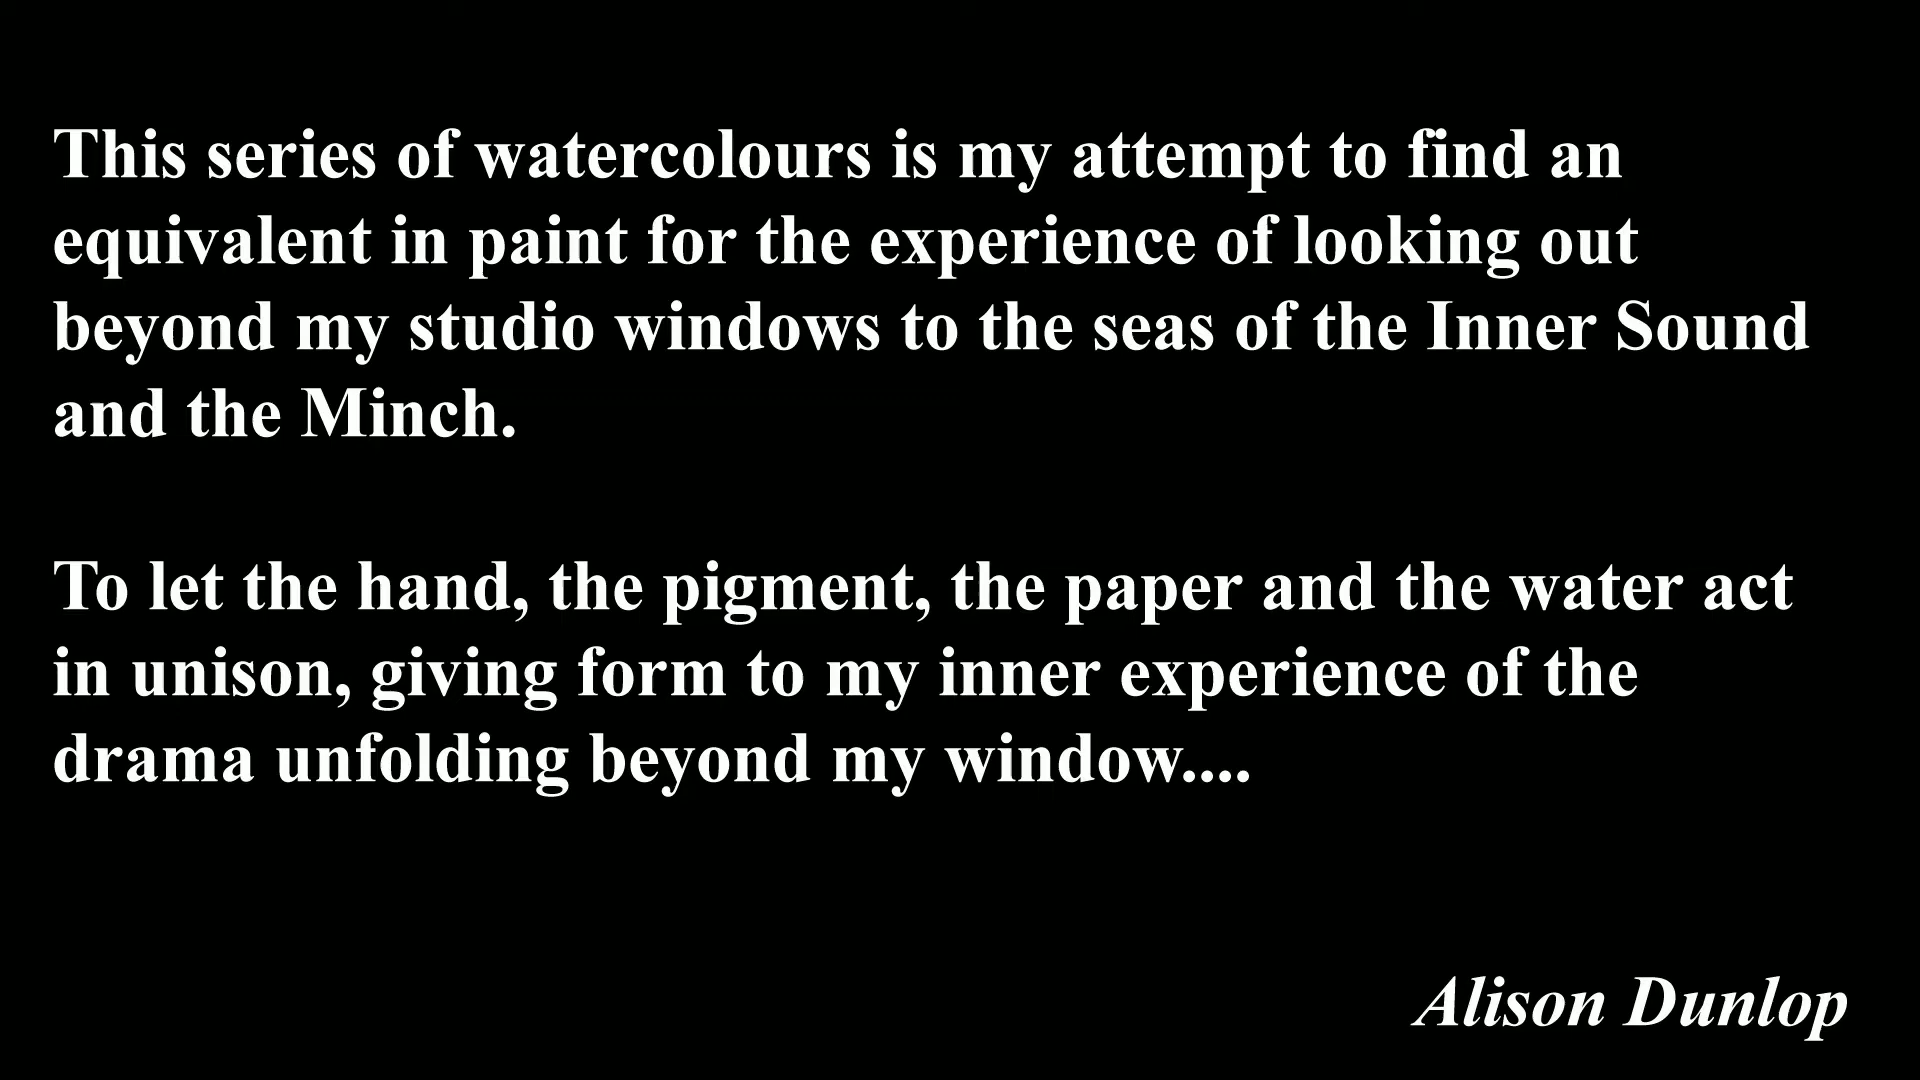 This series of watercolours is my attempt to find an
equivalent in paint for the experience of looking out
beyond my studio windows to the seas of the Inner Sound
and the Minch.
To let the hand, the pigment, the paper and the water act
in unison, giving form to my inner experience of the
drama unfolding beyond my window....
Alison Dunlop